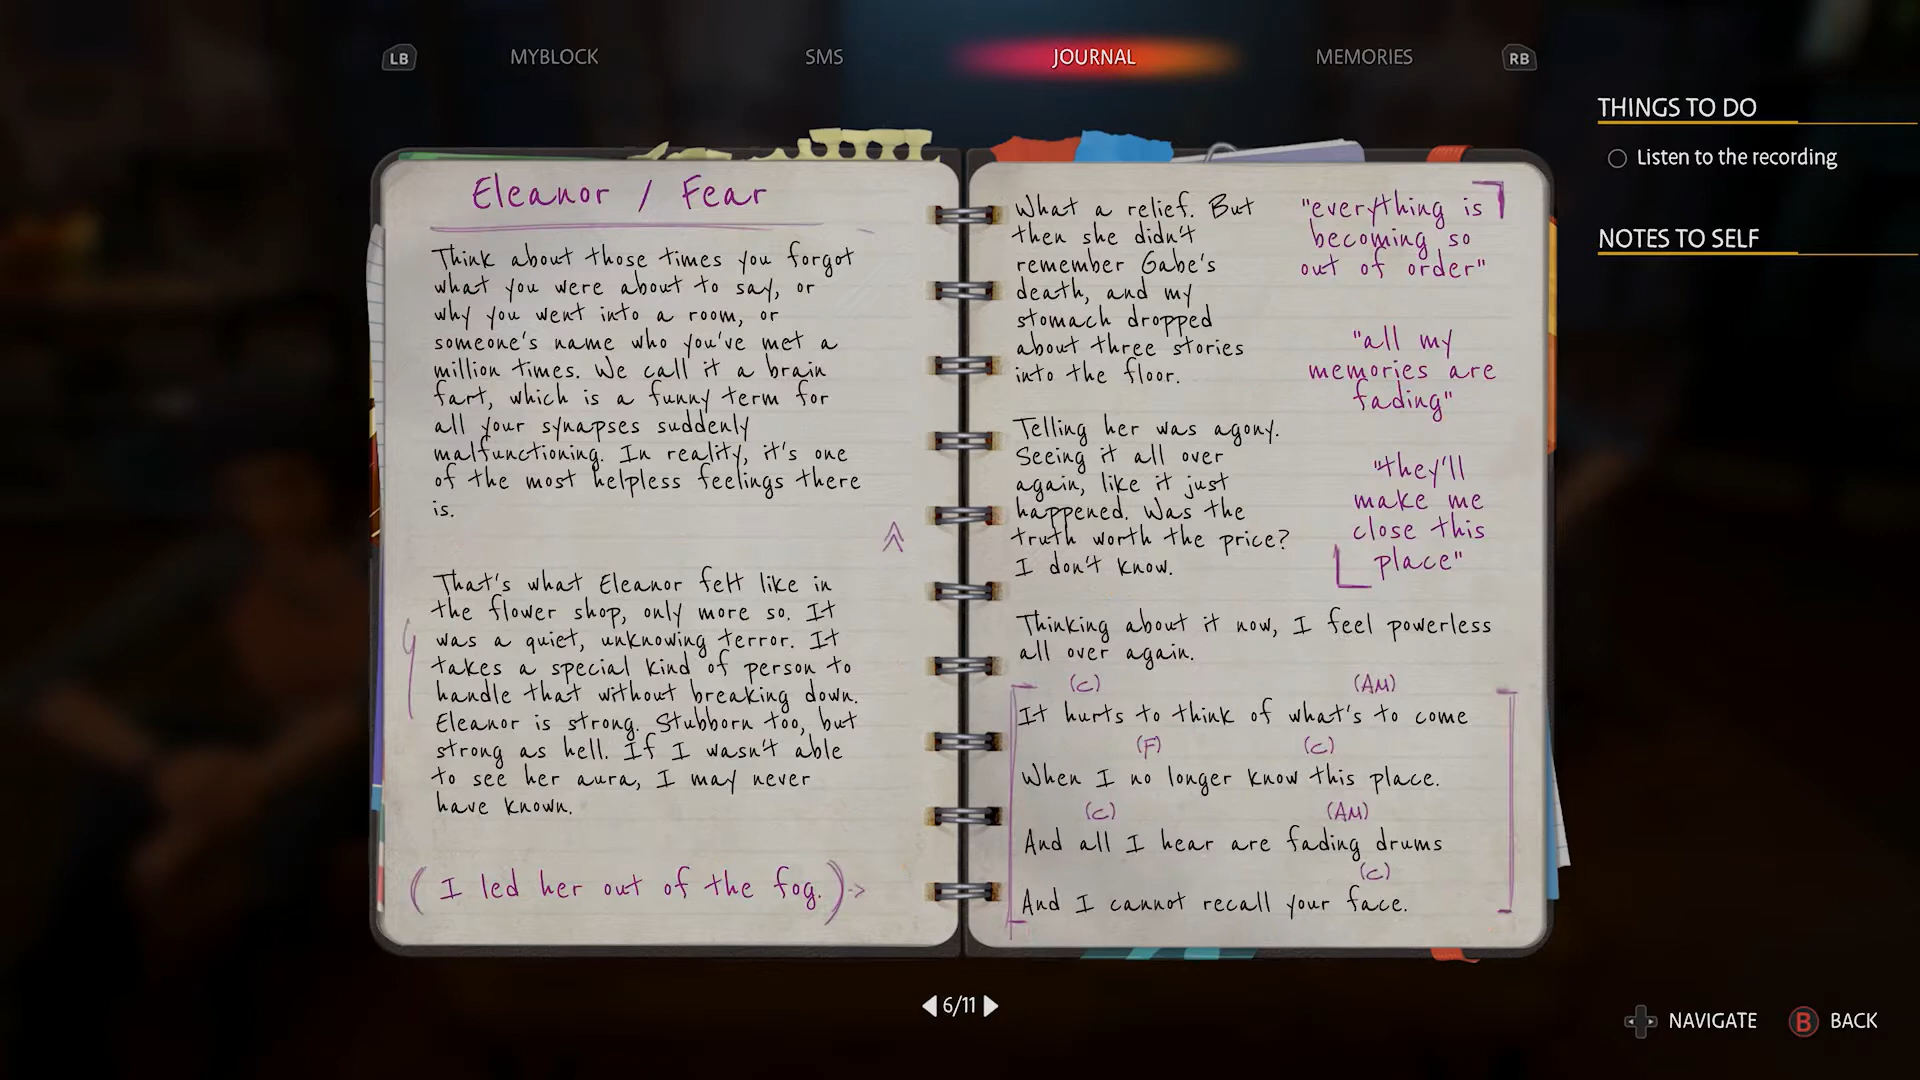 LB
MYBLOCK
SMS
JOURNAL
MEMORIES
RB
THINGS TO DO
Listen to the recording
NOTES TO SELF
Eleanor / Fear
Think about those times you forgot
what you were about to say, or
why you went into a room, or
someone's name who you've met a
million times. We call it a brain
fart, which is a funny term for
all your synapses suddenly
malfunctioning. In reality, it's one
of the most helpless feelings there
is.
That's what Eleanor felt like in
the flower shop, only more so. It
was a quiet, unknowing terror. It
takes a special kind of person to
handle that without breaking down.
Eleanor is strong. Stubborn too, but
strong as hell. If I wasn't able
to see her aura, I may never
have known.
(I led her out of the fog.)
What a relief. But
then she didn't
remember Gabe's
death, and my
stomach dropped
about three stories
into the floor.
Telling her was agony.
Seeing it all over
again, like it just
happened. Was the
truth worth the price?
I don't know.
"everything is
becoming so
out of order"
"all my
memories are
fading"
"they'll
make me
close this
place"
Thinking about it now, I feel powerless
all over again.
(C) (AM)
It hurts to think of what's to come
(F) (C)
When I no longer know this place.
(C) (AM)
And all I hear are fading drums
(C)
And I cannot recall your face.
6/11
NAVIGATE
B BACK